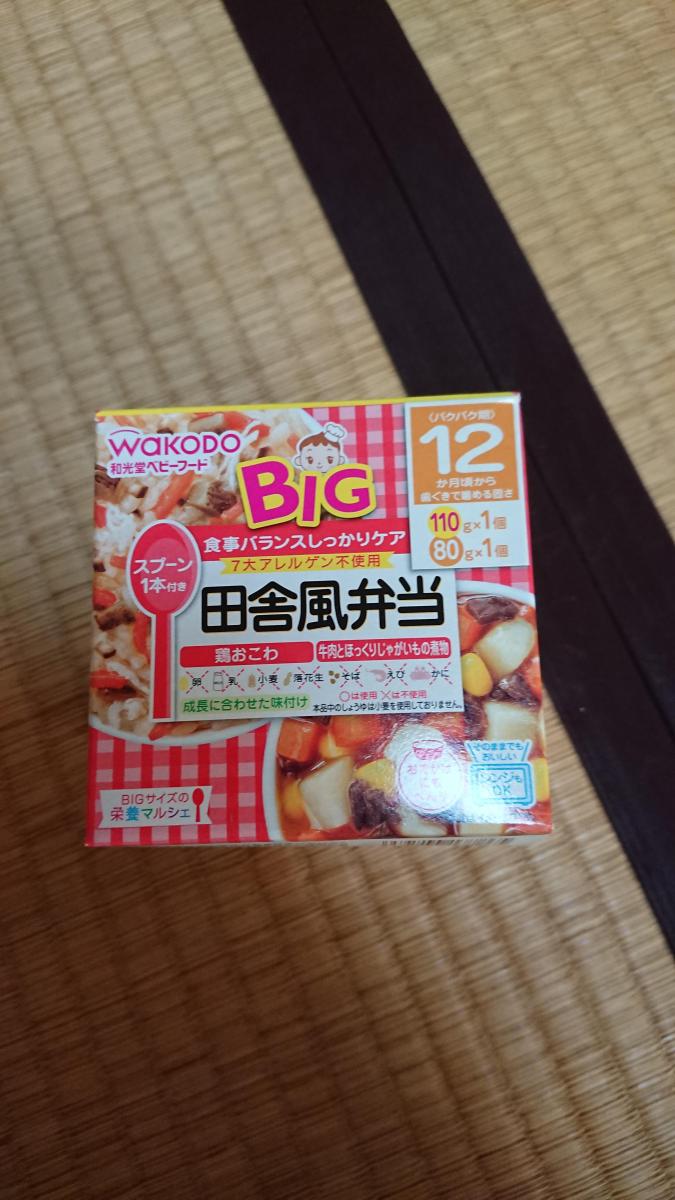 WaKODO
和光堂ベビーフード
BIG
〈パクパク期〉
12
か月頃から
歯ぐきで噛める固さ
110g×1個
80g×1個
スプーン
1本付き
食事バランスしっかりケア
7大アレルゲン不使用
田舎風弁当
鶏おこわ
牛肉とほっくりじゃがいもの煮物
卵 乳 小麦 落花生 そば えび かに
〇は使用 ×は不使用
成長に合わせた味付け
本品中のしょうゆは小麦を使用しておりません。
そのままでも
おいしい
レンジも
OK
BIGサイズの
栄養マルシェ